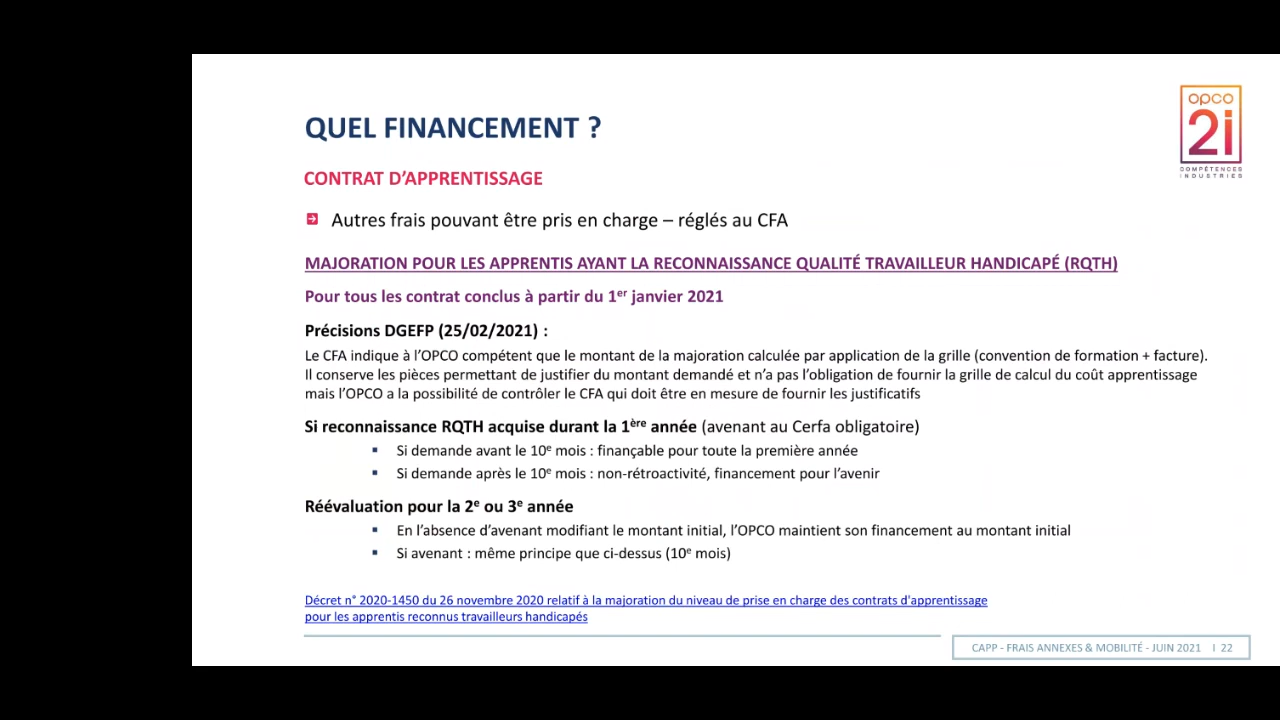 opco
2i
COMPÉTENCES
INDUSTRIES
QUEL FINANCEMENT ?
CONTRAT D’APPRENTISSAGE
Autres frais pouvant être pris en charge – réglés au CFA
MAJORATION POUR LES APPRENTIS AYANT LA RECONNAISSANCE QUALITÉ TRAVAILLEUR HANDICAPÉ (RQTH)
Pour tous les contrat conclus à partir du 1er janvier 2021
Précisions DGEFP (25/02/2021) :
Le CFA indique à l’OPCO compétent que le montant de la majoration calculée par application de la grille (convention de formation + facture).
Il conserve les pièces permettant de justifier du montant demandé et n’a pas l’obligation de fournir la grille de calcul du coût apprentissage
mais l’OPCO a la possibilité de contrôler le CFA qui doit être en mesure de fournir les justificatifs
Si reconnaissance RQTH acquise durant la 1ère année (avenant au Cerfa obligatoire)
▪ Si demande avant le 10e mois : finançable pour toute la première année
▪ Si demande après le 10e mois : non-rétroactivité, financement pour l’avenir
Réévaluation pour la 2e ou 3e année
▪ En l’absence d’avenant modifiant le montant initial, l’OPCO maintient son financement au montant initial
▪ Si avenant : même principe que ci-dessus (10e mois)
Décret n° 2020-1450 du 26 novembre 2020 relatif à la majoration du niveau de prise en charge des contrats d'apprentissage
pour les apprentis reconnus travailleurs handicapés
CAPP - FRAIS ANNEXES & MOBILITÉ - JUIN 2021 I 22